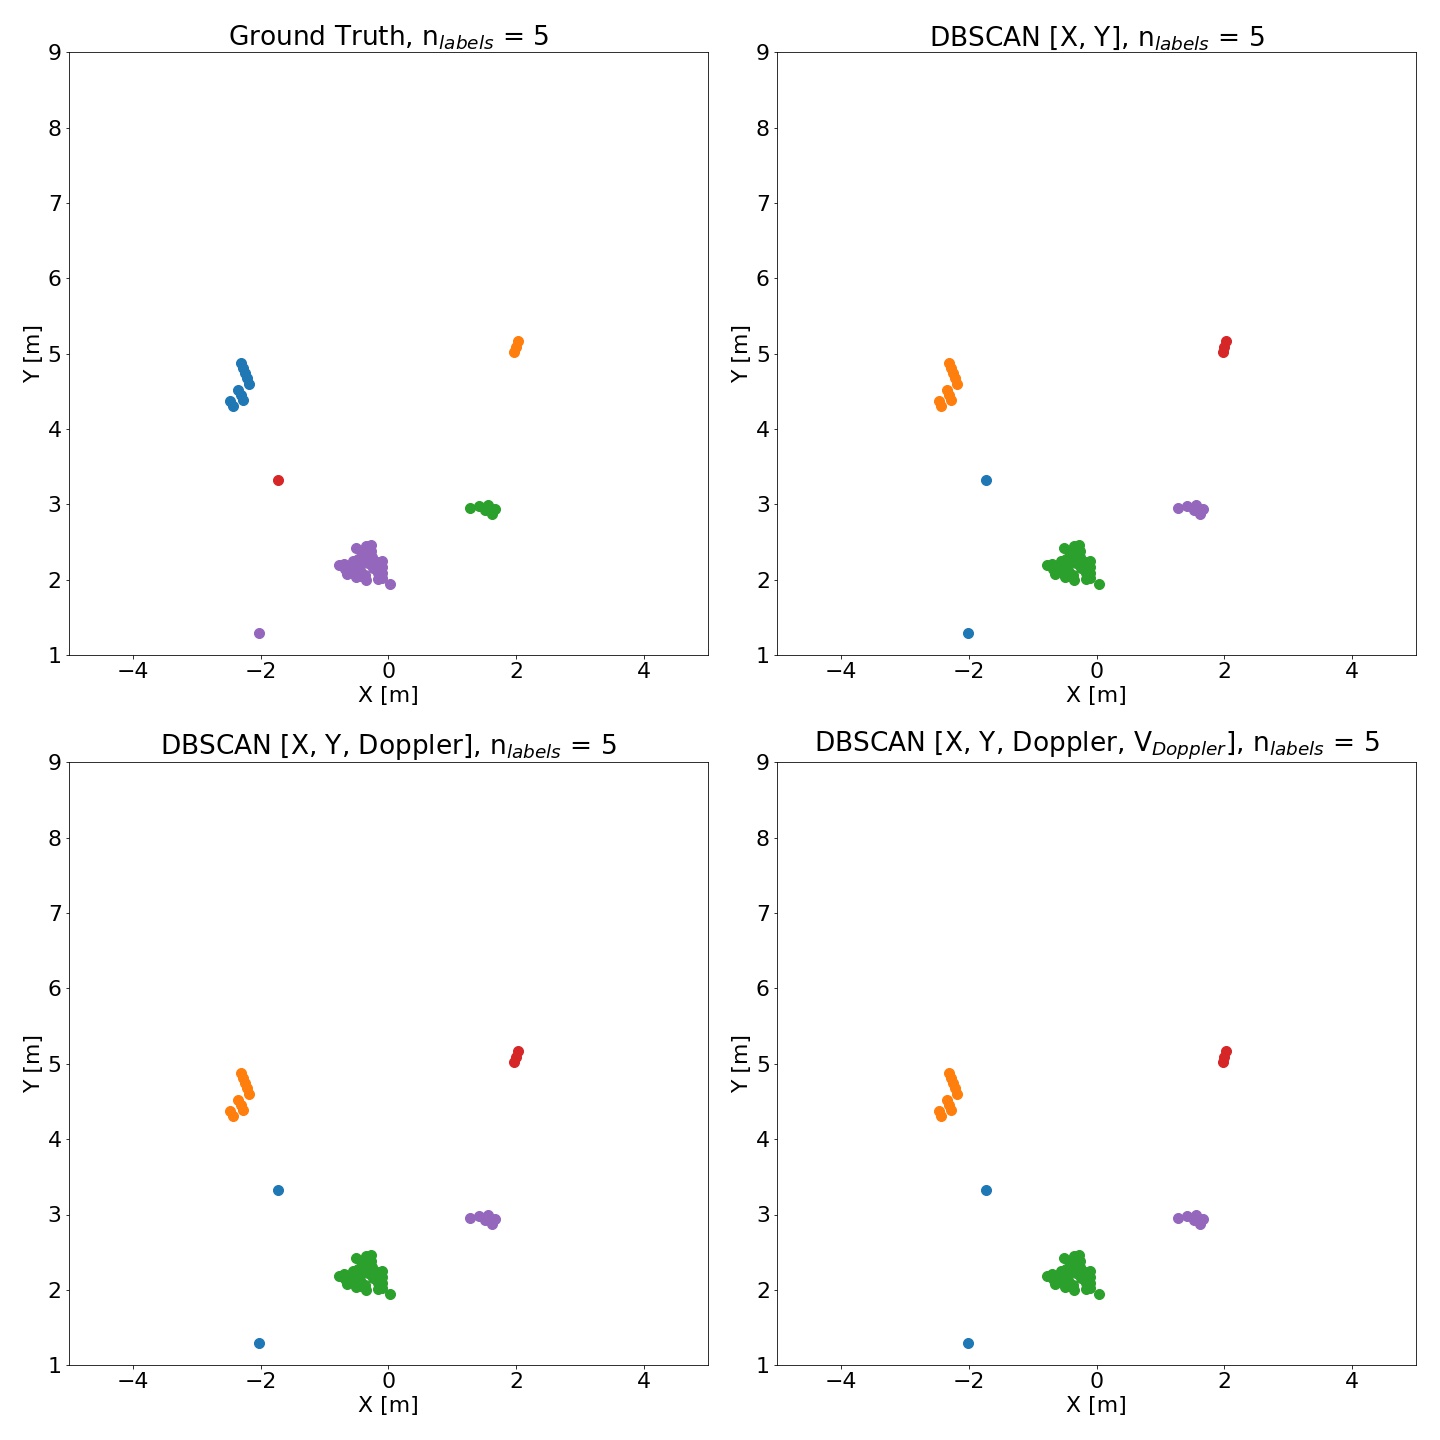 Ground Truth, n_labels = 5
9
8
7
6
5
4
3
2
1
Y [m]
−4 −2 0 2 4
X [m]
DBSCAN [X, Y], n_labels = 5
9
8
7
6
5
4
3
2
1
Y [m]
−4 −2 0 2 4
X [m]
DBSCAN [X, Y, Doppler], n_labels = 5
9
8
7
6
5
4
3
2
1
Y [m]
−4 −2 0 2 4
X [m]
DBSCAN [X, Y, Doppler, V_Doppler], n_labels = 5
9
8
7
6
5
4
3
2
1
Y [m]
−4 −2 0 2 4
X [m]